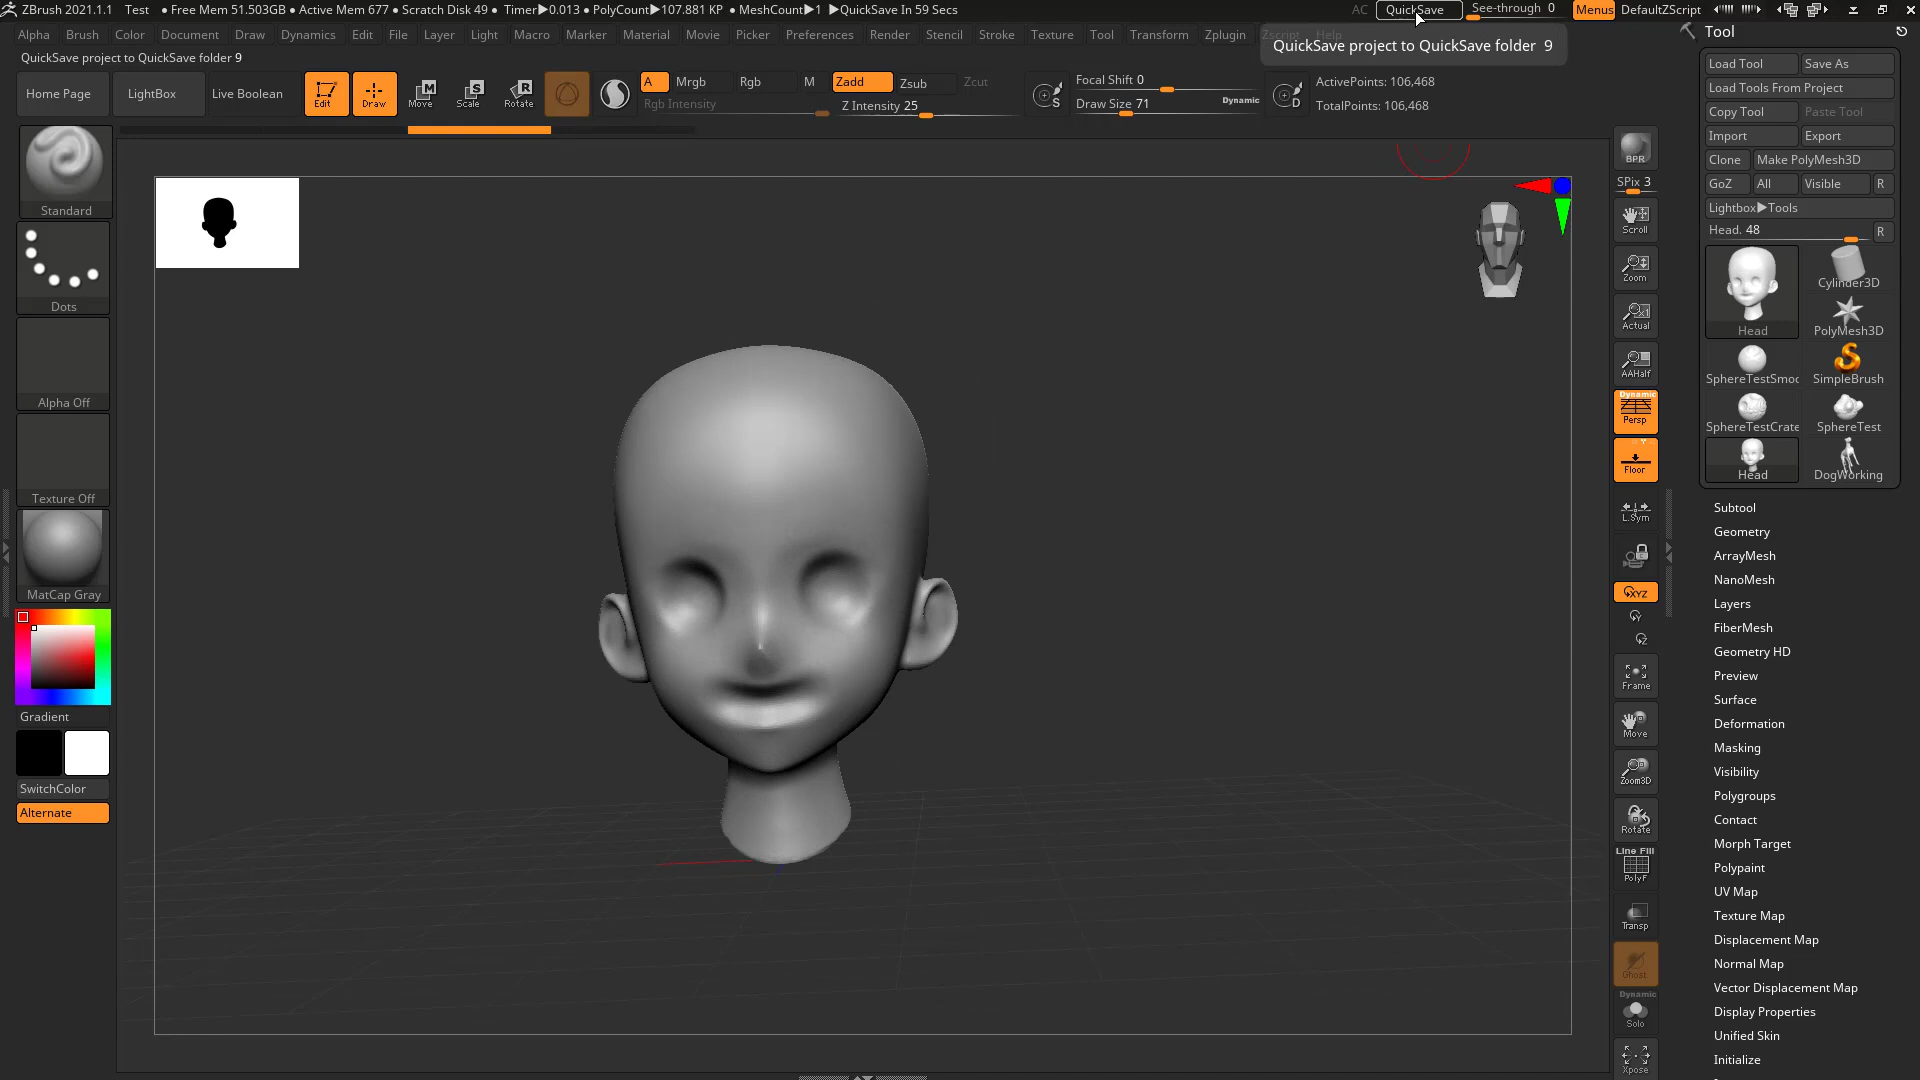 ZBrush 2021.1.1 Test ● Free Mem 51.503GB ● Active Mem 677 ● Scratch Disk 49 ● Timer▶0.013 ● PolyCount▶107.881 KP ● MeshCount▶1 ▶QuickSave In 59 Secs AC QuickSave See-through 0 Menus DefaultZScript
Alpha Brush Color Document Draw Dynamics Edit File Layer Light Macro Marker Material Movie Picker Preferences Render Stencil Stroke Texture Tool Transform Zplugin Zscript Help
QuickSave project to QuickSave folder 9
QuickSave project to QuickSave folder 9
Home Page LightBox Live Boolean Edit Draw Move Scale Rotate
A Mrgb Rgb M Zadd Zsub Zcut
Rgb Intensity Z Intensity 25
S Focal Shift 0
Draw Size 71 Dynamic
D ActivePoints: 106,468
TotalPoints: 106,468
Standard
Dots
Alpha Off
Texture Off
MatCap Gray
Gradient
SwitchColor
Alternate
BPR
SPix 3
Scroll
Zoom
Actual
AAHalf
Dynamic
Persp
Floor
L.Sym
XYZ
Y
Z
Frame
Move
Zoom3D
Rotate
Line Fill
PolyF
Transp
Ghost
Dynamic
Solo
Xpose
Tool
Load Tool Save As
Load Tools From Project
Copy Tool Paste Tool
Import Export
Clone Make PolyMesh3D
GoZ All Visible R
Lightbox▶Tools
Head. 48 R
Head Cylinder3D
PolyMesh3D
SphereTestSmoo SimpleBrush
SphereTestCrate SphereTest
Head DogWorking
Subtool
Geometry
ArrayMesh
NanoMesh
Layers
FiberMesh
Geometry HD
Preview
Surface
Deformation
Masking
Visibility
Polygroups
Contact
Morph Target
Polypaint
UV Map
Texture Map
Displacement Map
Normal Map
Vector Displacement Map
Display Properties
Unified Skin
Initialize